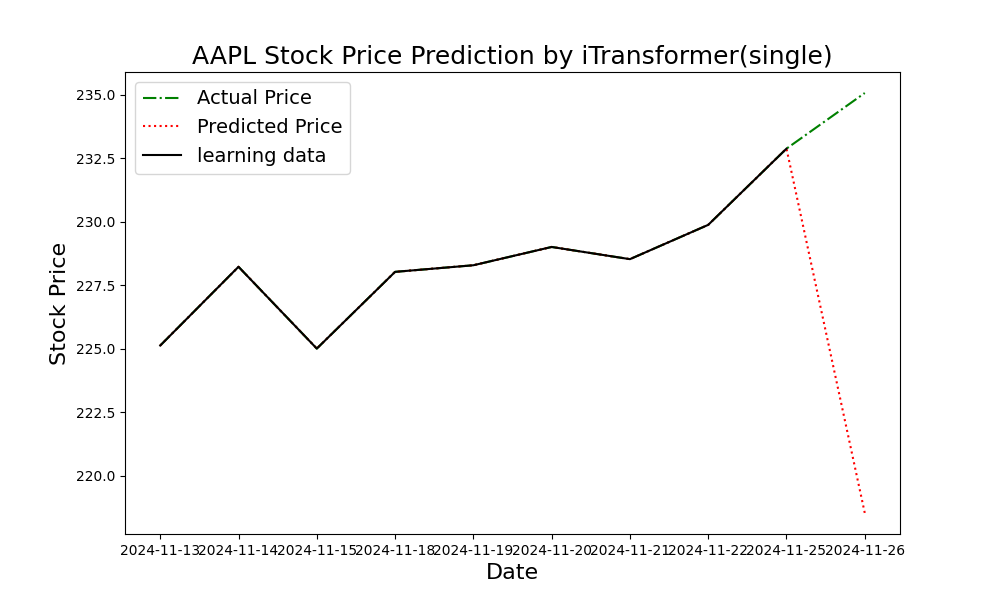 AAPL Stock Price Prediction by iTransformer(single)
Actual Price
Predicted Price
learning data
235.0
232.5
230.0
227.5
225.0
222.5
220.0
Stock Price
2024-11-13 2024-11-14 2024-11-15 2024-11-18 2024-11-19 2024-11-20 2024-11-21 2024-11-22 2024-11-25 2024-11-26
Date